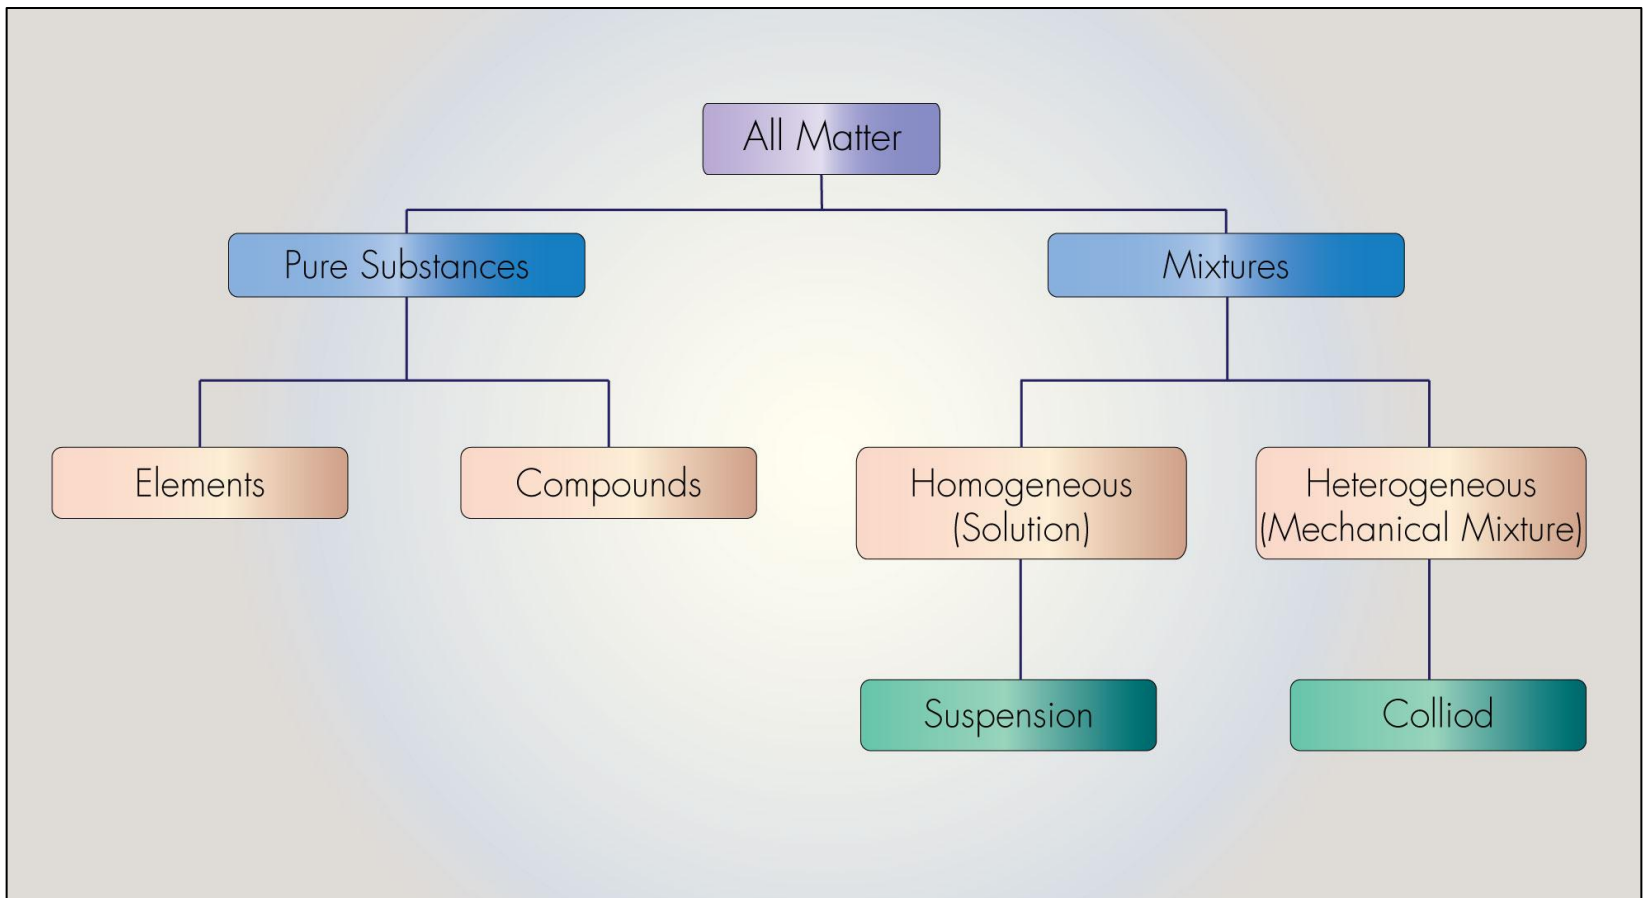 All Matter
Pure Substances
Mixtures
Elements
Compounds
Homogeneous
(Solution)
Heterogeneous
(Mechanical Mixture)
Suspension
Colliod